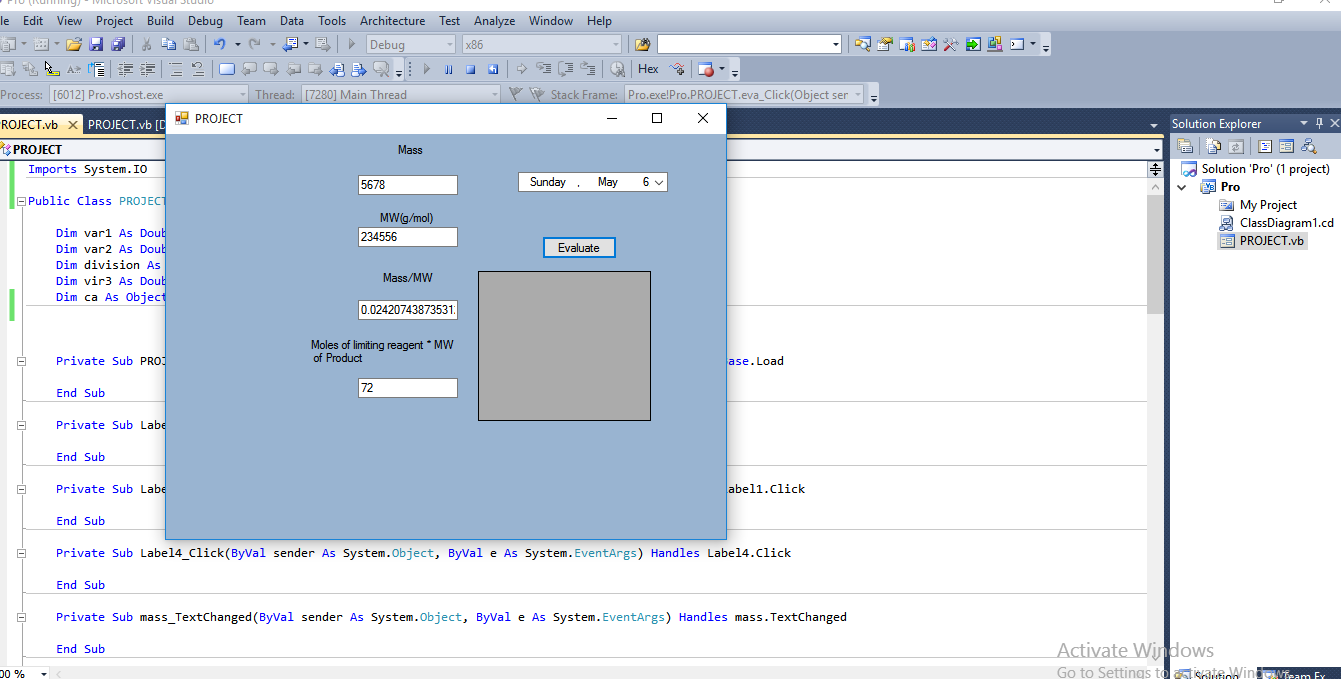 Pro (Running) - Microsoft Visual Studio
le Edit View Project Build Debug Team Data Tools Architecture Test Analyze Window Help
Debug x86
Hex
Process: [6012] Pro.vshost.exe Thread: [7280] Main Thread Stack Frame: Pro.exe!Pro.PROJECT.eva_Click(Object ser
ROJECT.vb PROJECT.vb [D
PROJECT
Imports System.IO
Public Class PROJECT
Dim var1 As Doub
Dim var2 As Doub
Dim division As
Dim vir3 As Doub
Dim ca As Object
Private Sub PROJ
ase.Load
End Sub
Private Sub Labe
End Sub
Private Sub Labe
abel1.Click
End Sub
Private Sub Label4_Click(ByVal sender As System.Object, ByVal e As System.EventArgs) Handles Label4.Click
End Sub
Private Sub mass_TextChanged(ByVal sender As System.Object, ByVal e As System.EventArgs) Handles mass.TextChanged
End Sub
00 %
PROJECT
Mass
5678
Sunday , May 6
MW(g/mol)
234556
Evaluate
Mass/MW
0.0242074387353
Moles of limiting reagent * MW
of Product
72
Solution Explorer
Solution 'Pro' (1 project)
Pro
My Project
ClassDiagram1.cd
PROJECT.vb
Activate Windows
Go to Settings to activate Windows.
Solution Team Ex